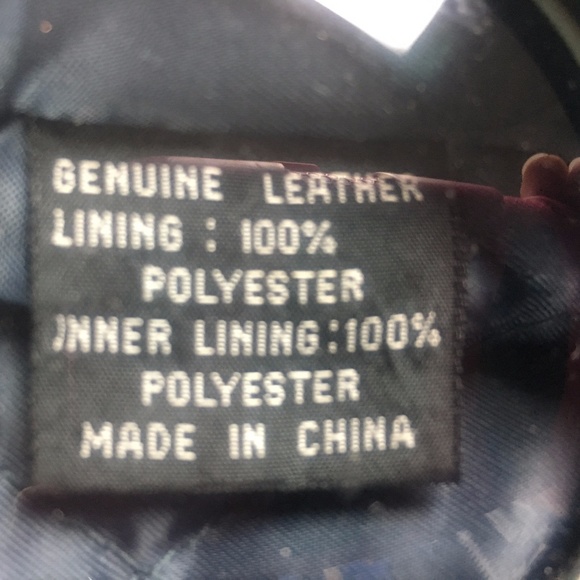 GENUINE LEATHER
LINING : 100%
POLYESTER
INNER LINING:100%
POLYESTER
MADE IN CHINA